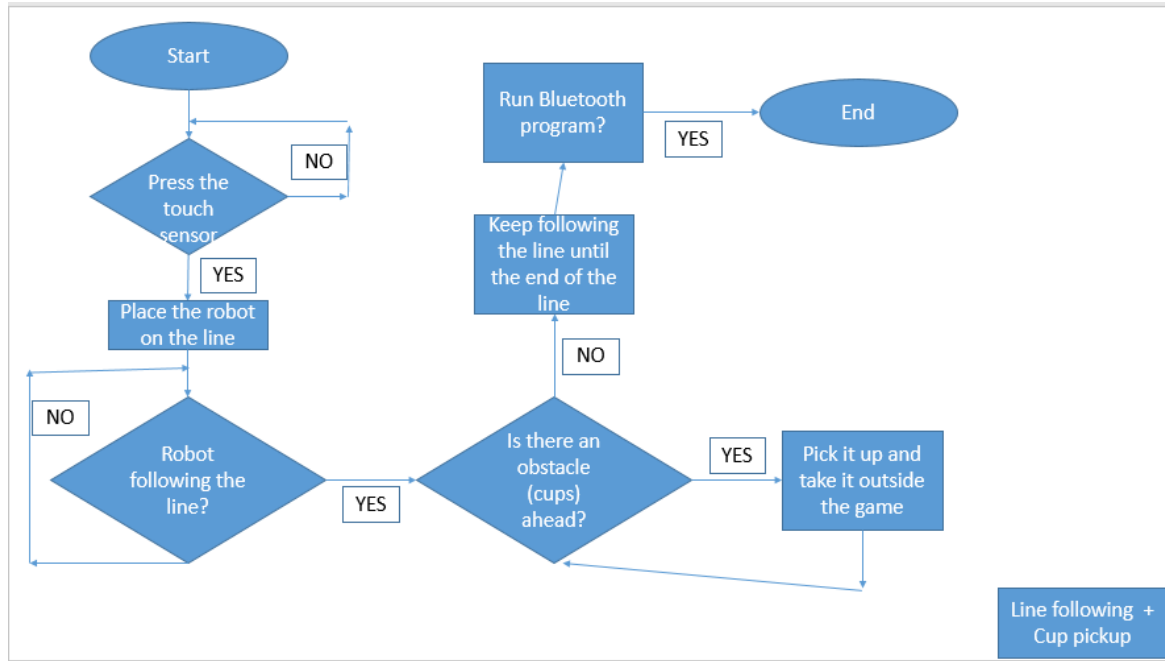 Start
NO
Press the
touch
sensor
YES
Place the robot
on the line
NO
Robot
following the
line?
YES
Is there an
obstacle
(cups)
ahead?
YES
Pick it up and
take it outside
the game
NO
Keep following
the line until
the end of the
line
Run Bluetooth
program?
YES
End
Line following +
Cup pickup